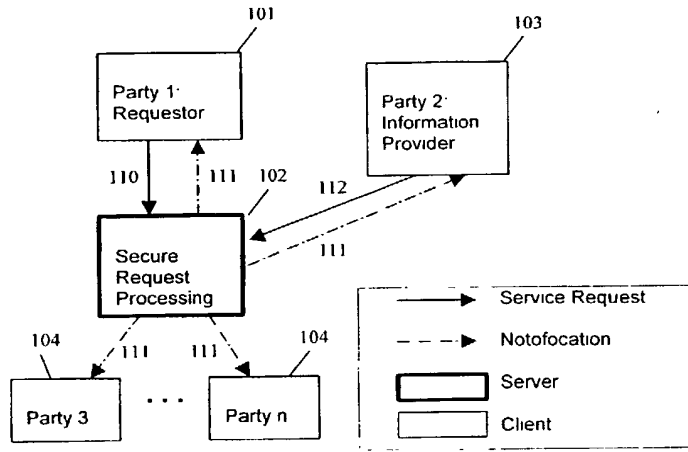 101
103
Party 1:
Requestor
Party 2:
Information
Provider
110
111
102
112
111
Secure
Request
Processing
Service Request
Notofocation
Server
Client
104
111
111
104
Party 3
. . .
Party n